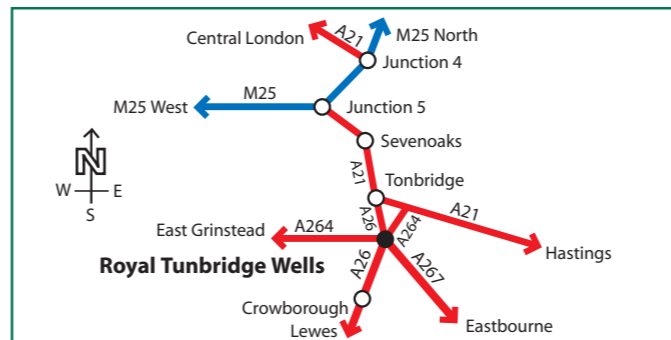 Central London
A21
M25 North
Junction 4
M25 West
M25
Junction 5
Sevenoaks
N
W
E
S
A21
Tonbridge
A21
A26
A264
East Grinstead
A264
Hastings
Royal Tunbridge Wells
A26
A267
Crowborough
Lewes
Eastbourne